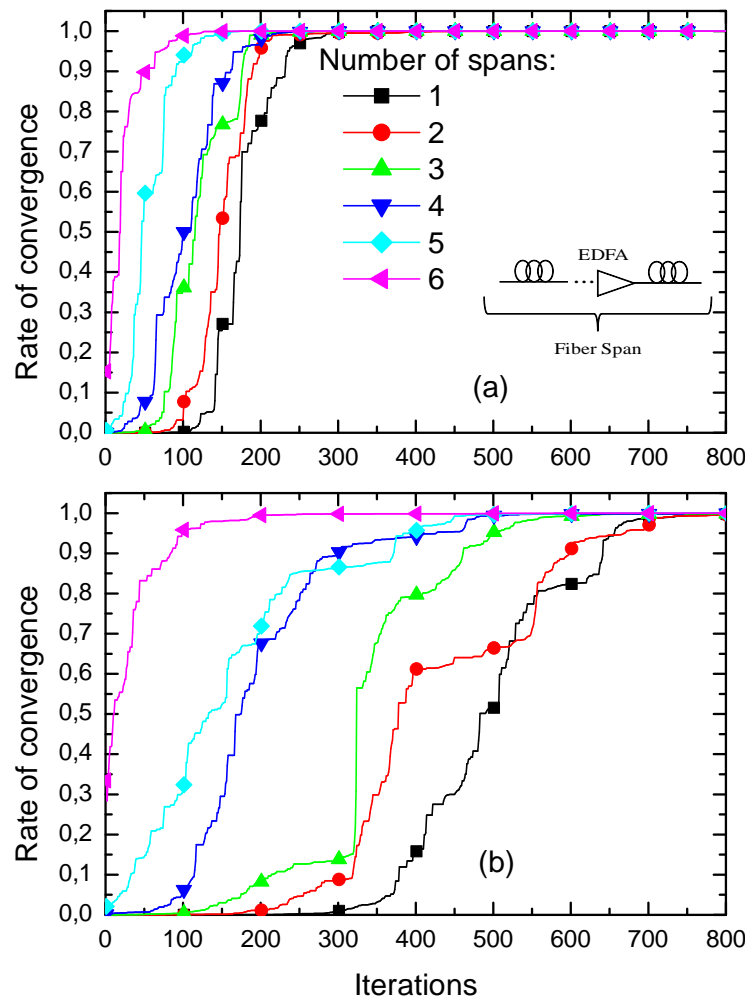 1,0
0,9
0,8
0,7
0,6
0,5
0,4
0,3
0,2
0,1
0,0
Rate of convergence
Number of spans:
1
2
3
4
5
6
EDFA
...
Fiber Span
(a)
0 100 200 300 400 500 600 700 800
1,0
0,9
0,8
0,7
0,6
0,5
0,4
0,3
0,2
0,1
0,0
Rate of convergence
(b)
0 100 200 300 400 500 600 700 800
Iterations